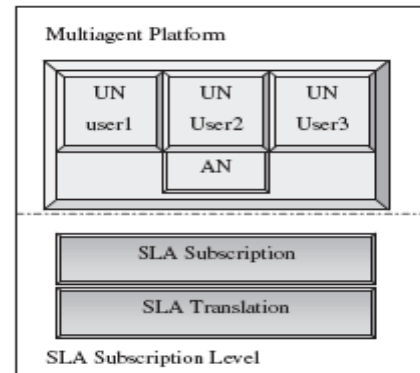 Multiagent Platform
UN UN UN
user1 User2 User3
AN
SLA Subscription
SLA Translation
SLA Subscription Level